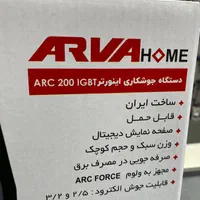 ARVA HOME
دستگاه جوشکاری اینورتر ARC 200 IGBT
ساخت ایران
قابل حمل
صفحه نمایش دیجیتال
وزن سبک و حجم کوچک
صرفه جویی در مصرف برق
مجهز به ولوم ARC FORCE
قابلیت جوش الکترود: ۲/۵ و ۳/۲